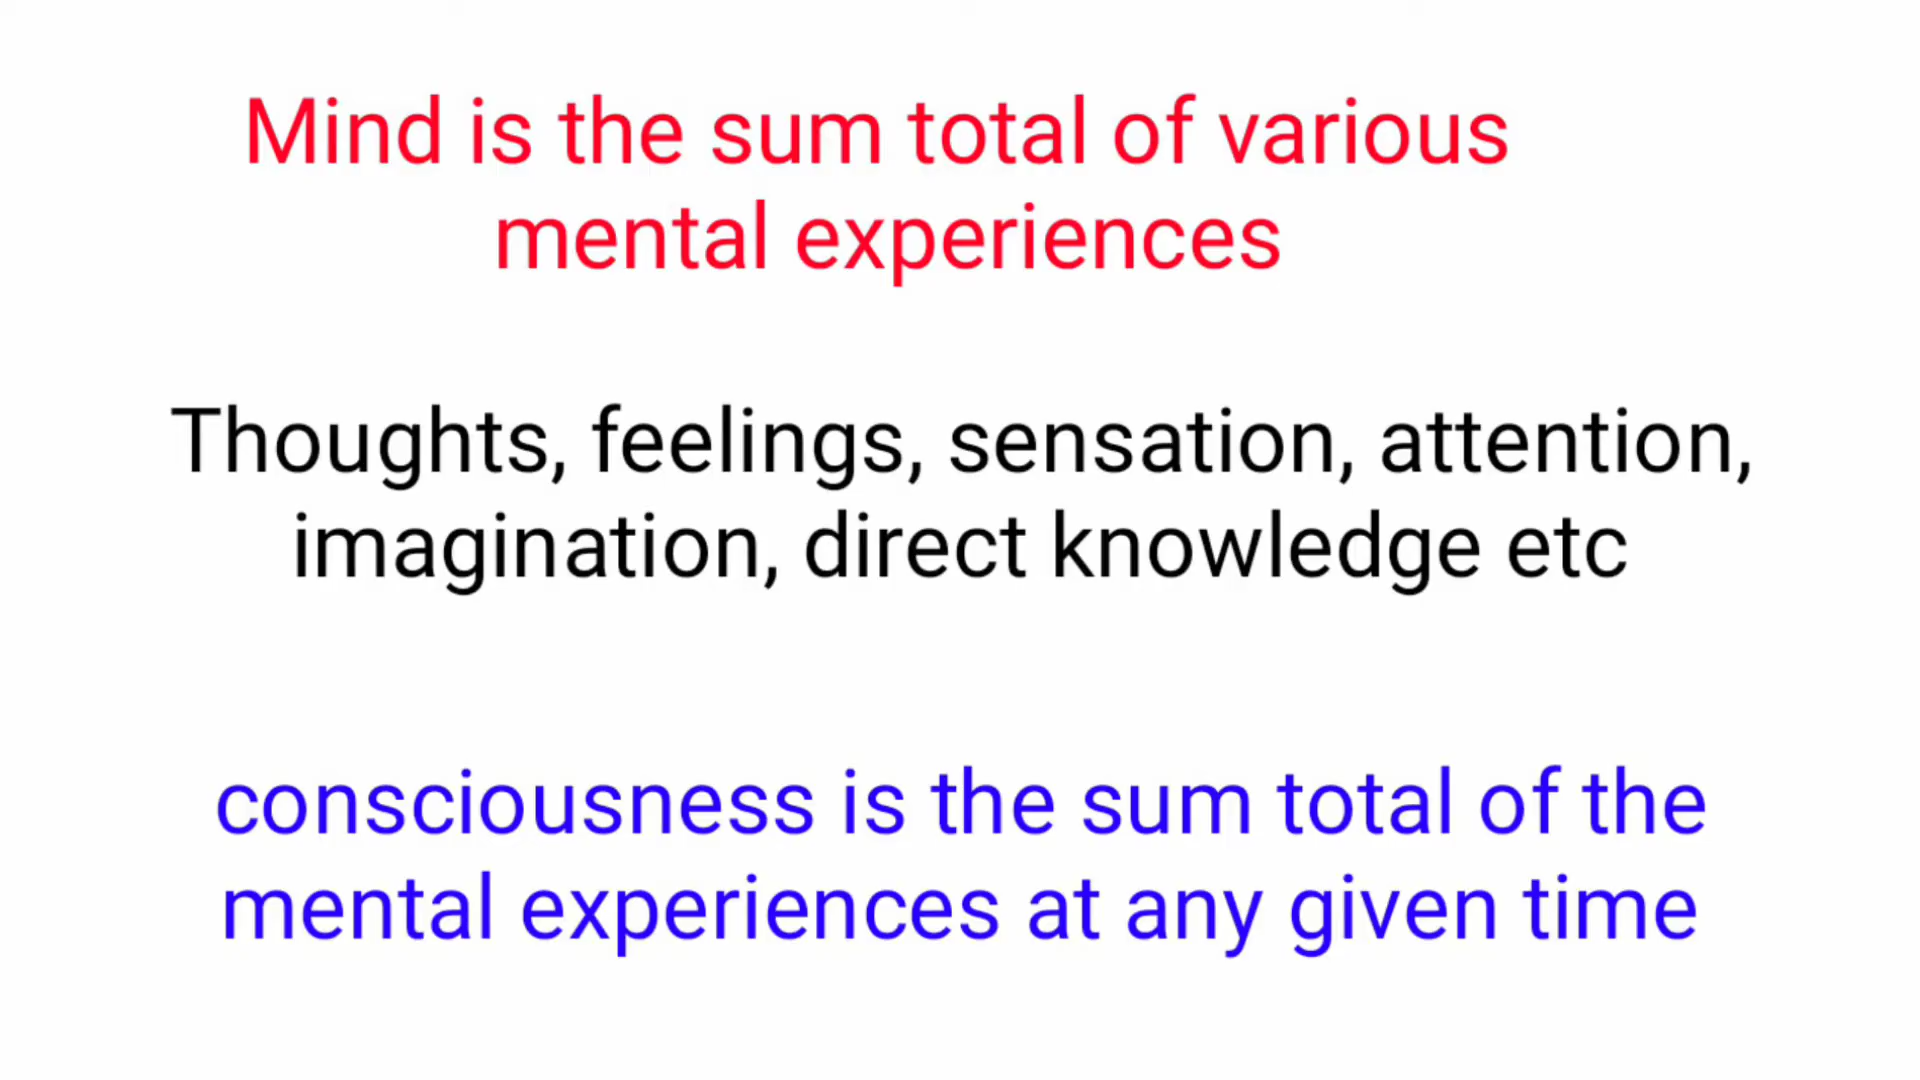 Mind is the sum total of various
mental experiences
Thoughts, feelings, sensation, attention,
imagination, direct knowledge etc
consciousness is the sum total of the
mental experiences at any given time